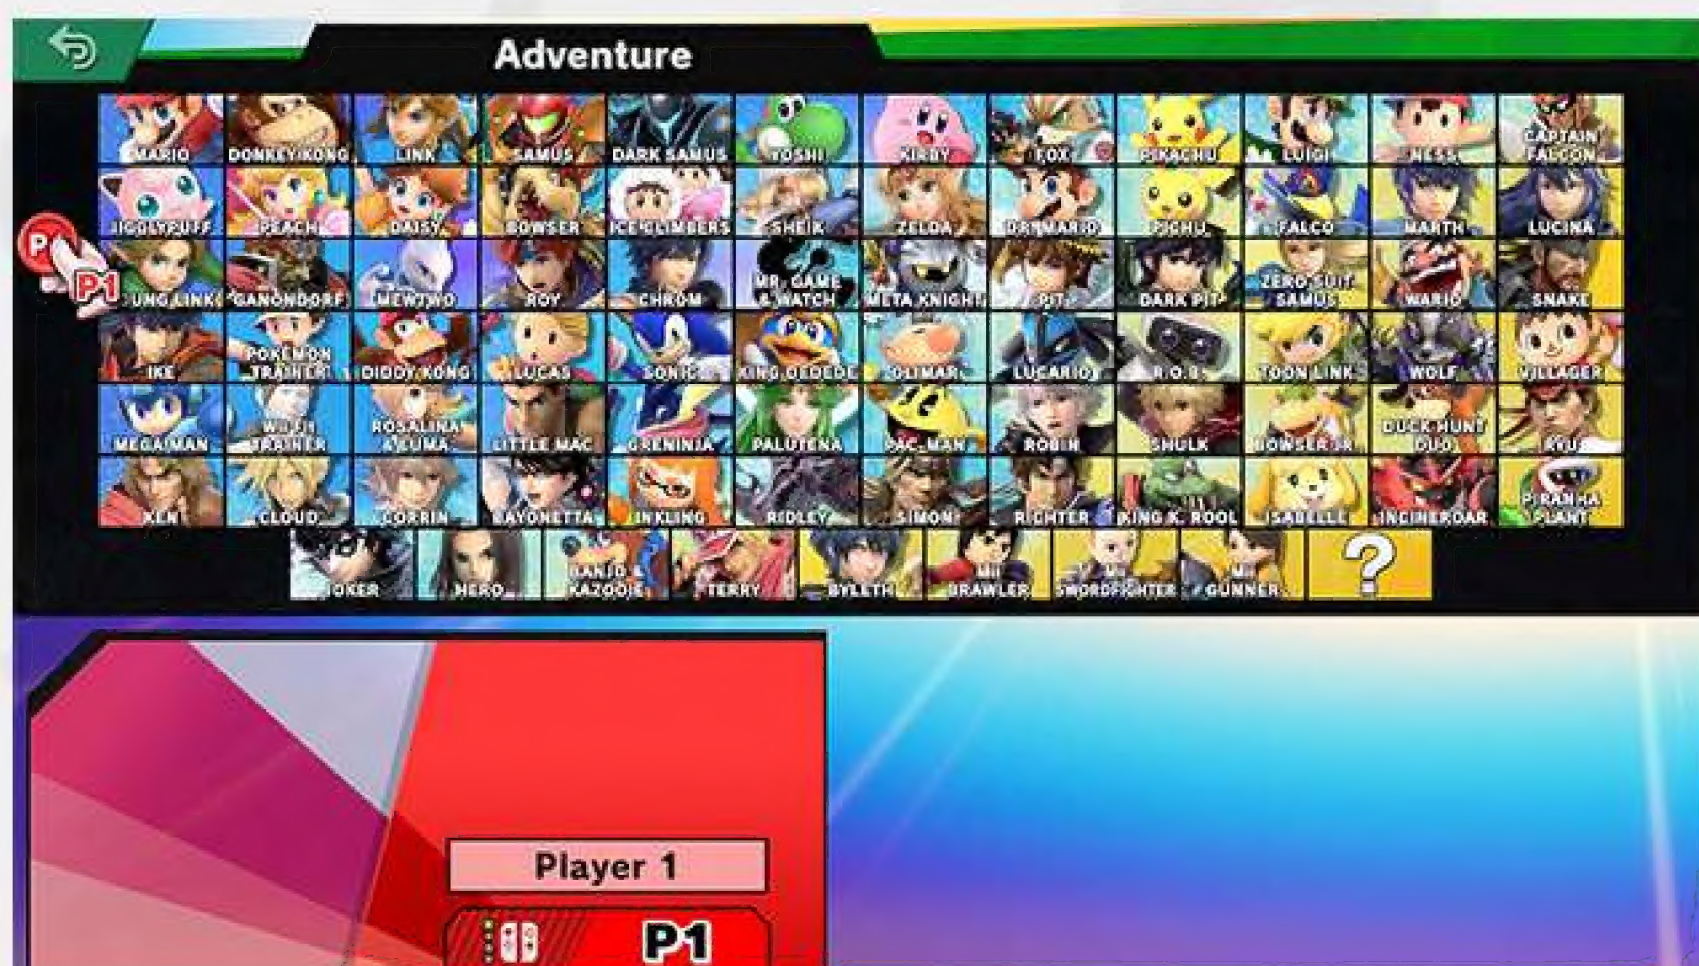 Adventure
MARIO
DONKEY KONG
LINK
SAMUS
DARK SAMUS
YOSHI
KIRBY
FOX
PIKACHU
LUIGI
NESS
CAPTAIN
FALCON
JIGGLYPUFF
PEACH
DAISY
BOWSER
ICE CLIMBERS
SHEIK
ZELDA
DR. MARIO
PICHU
FALCO
MARTH
LUCINA
P
P1
UNG LINK
GANONDORF
MEWTWO
ROY
CHROM
MR. GAME
& WATCH
META KNIGHT
PIT
DARK PIT
ZERO SUIT
SAMUS
WARIO
SNAKE
IKE
POKÉMON
TRAINER
DIDDY KONG
LUCAS
SONIC
KING DEDEDE
OLIMAR
LUCARIO
R.O.B.
TOON LINK
WOLF
VILLAGER
MEGA MAN
WII FIT
TRAINER
ROSALINA
& LUMA
LITTLE MAC
GRENINJA
PALUTENA
PAC-MAN
ROBIN
SHULK
BOWSER JR.
DUCK HUNT
DUO
RYU
KEN
CLOUD
CORRIN
BAYONETTA
INKLING
RIDLEY
SIMON
RICHTER
KING K. ROOL
ISABELLE
INCINEROAR
PIRANHA
PLANT
JOKER
HERO
BANJO &
KAZOOIE
TERRY
BYLETH
MII
BRAWLER
MII
SWORDFIGHTER
MII
GUNNER
?
Player 1
P1